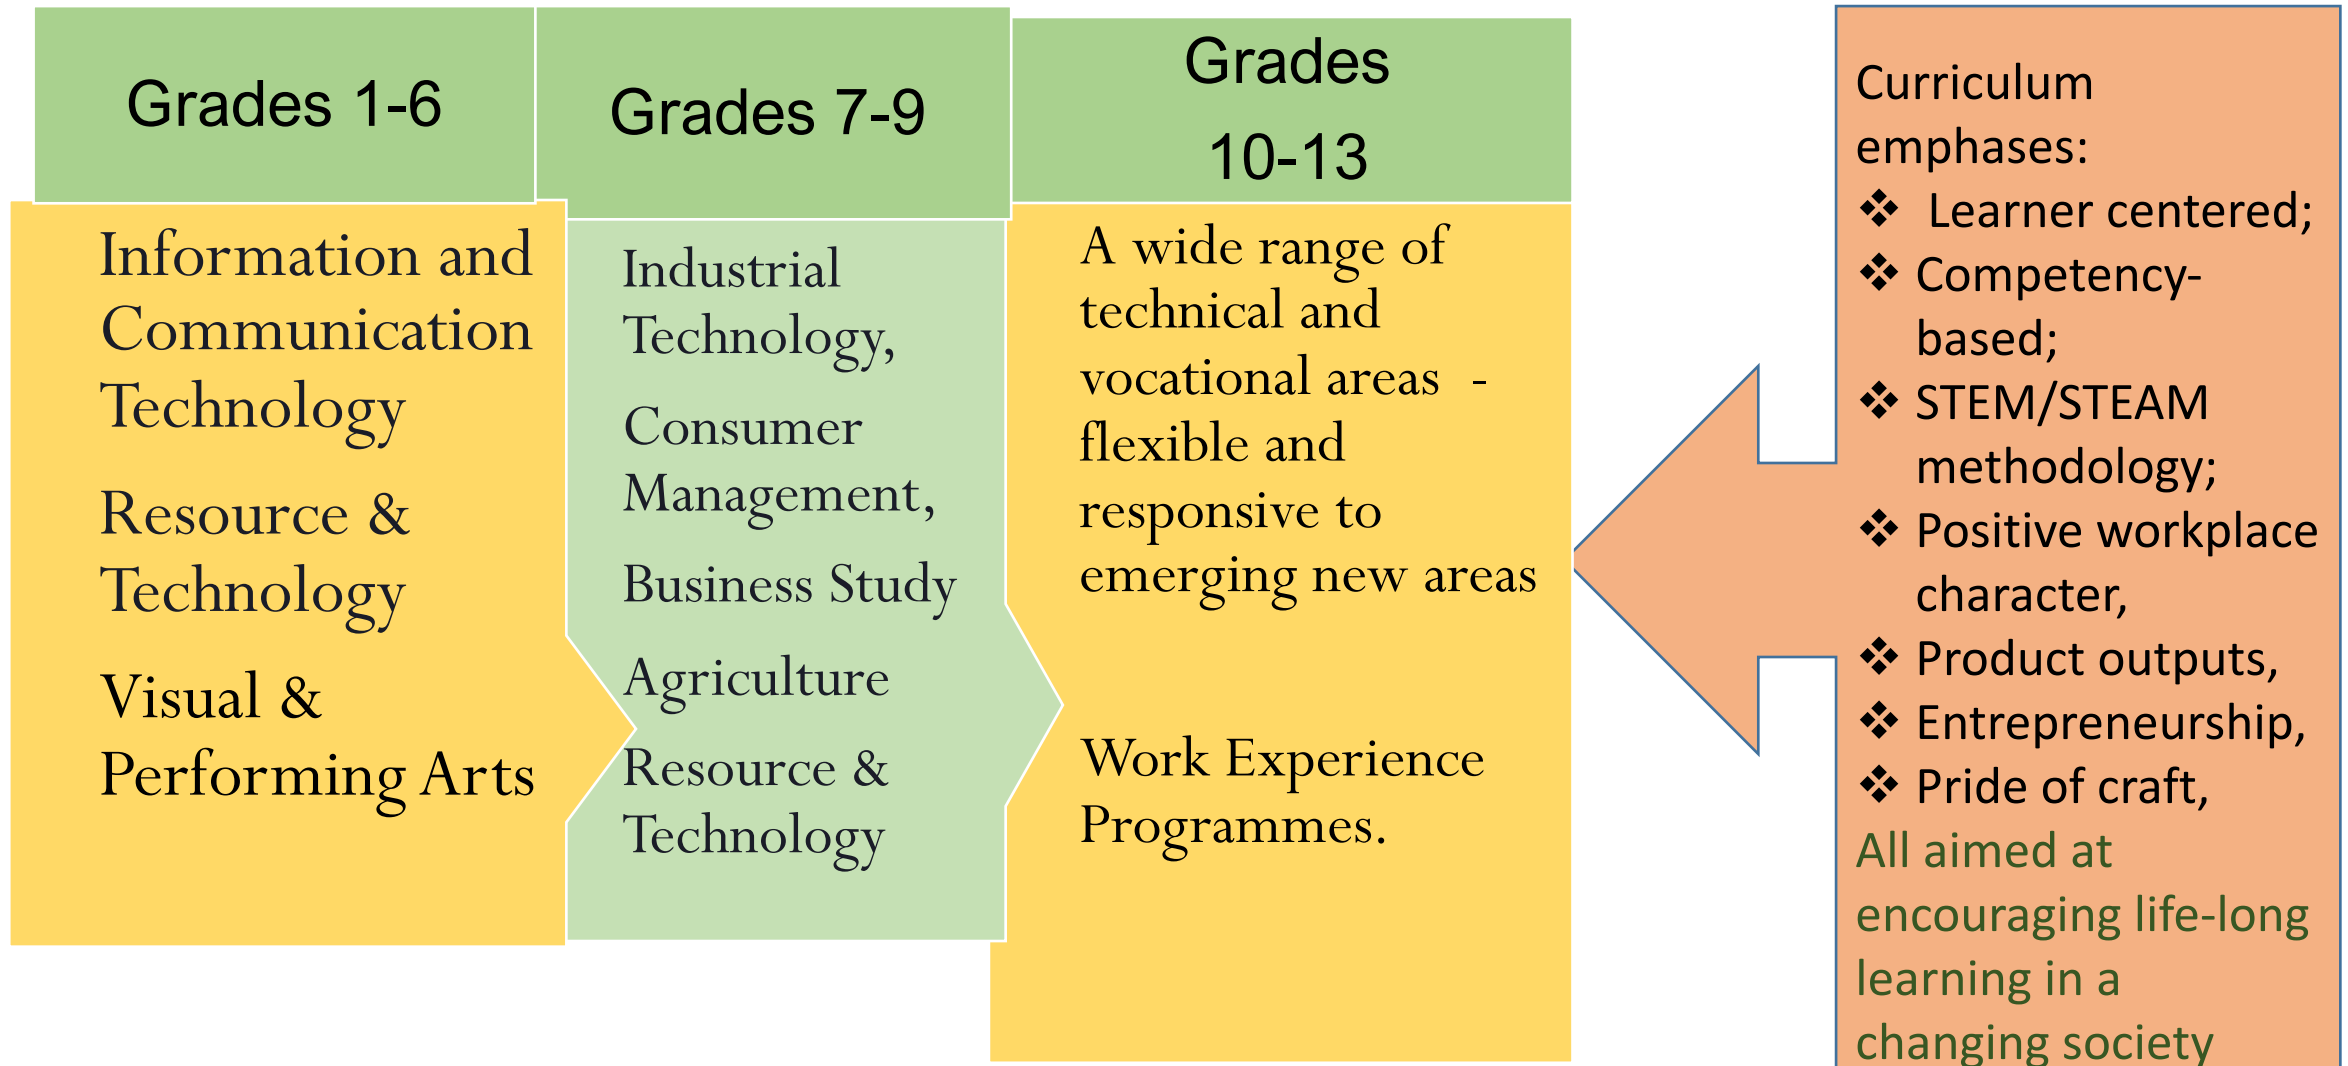 Grades 1-6
Information and
Communication
Technology
Resource &
Technology
Visual &
Performing Arts
Grades 7-9
Industrial
Technology,
Consumer
Management,
Business Study
Agriculture
Resource &
Technology
Grades
10-13
A wide range of
technical and
vocational areas -
flexible and
responsive to
emerging new areas
Work Experience
Programmes.
Curriculum
emphases:
❖ Learner centered;
❖ Competency-
based;
❖ STEM/STEAM
methodology;
❖ Positive workplace
character,
❖ Product outputs,
❖ Entrepreneurship,
❖ Pride of craft,
All aimed at
encouraging life-long
learning in a
changing society